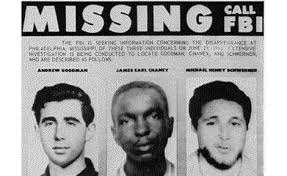 MISSING CALL
FBI
THE FBI IS SEEKING INFORMATION CONCERNING THE DISAPPEARANCE AT
PHILADELPHIA, MISSISSIPPI, OF THESE THREE INDIVIDUALS ON JUNE 21, 1964. EXTENSIVE
INVESTIGATION IS BEING CONDUCTED TO LOCATE GOODMAN, CHANEY, AND SCHWERNER,
WHO ARE DESCRIBED AS FOLLOWS
ANDREW GOODMAN JAMES EARL CHANEY MICHAEL HENRY SCHWERNER